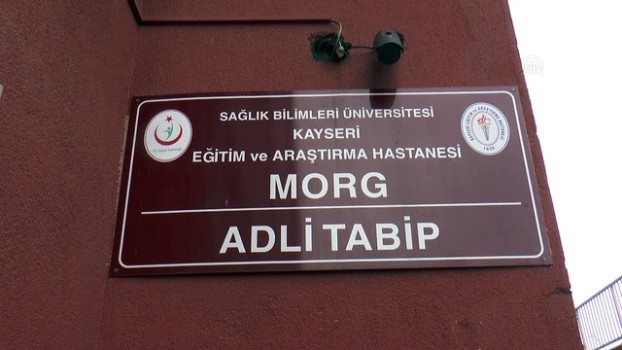 SAĞLIK BİLİMLERİ ÜNİVERSİTESİ
KAYSERİ
EĞİTİM ve ARAŞTIRMA HASTANESİ
MORG
ADLİ TABİP